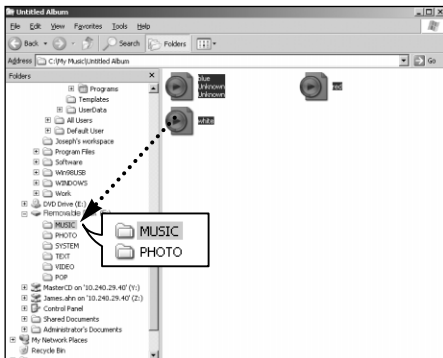 Untitled Album
File Edit View Favorites Tools Help
Back Search Folders
Address C:\My Music\Untitled Album Go
Folders
Programs
Templates
UserData
All Users
Default User
Joseph's workspace
Program Files
Software
Win98USB
WINDOWS
Work
DVD Drive (E:)
Removable
MUSIC
PHOTO
SYSTEM
TEXT
VIDEO
POP
MasterCD on '10.240.29.40' (Y:)
James.ahn on '10.240.29.40' (Z:)
Control Panel
Shared Documents
Administrator's Documents
My Network Places
Recycle Bin
blue
Unknown
Unknown
red
white
MUSIC
PHOTO